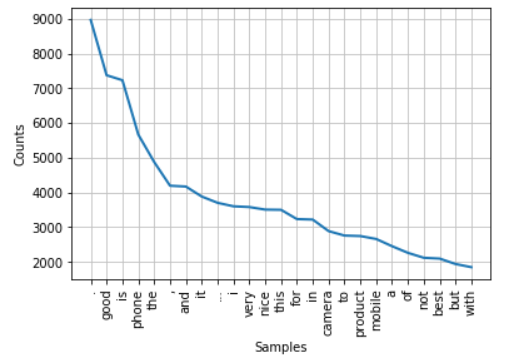 9000
8000
7000
6000
5000
4000
3000
2000
Counts
.
good
is
phone
the
,
and
it
...
i
very
nice
this
for
in
camera
to
product
mobile
a
of
not
best
but
with
Samples